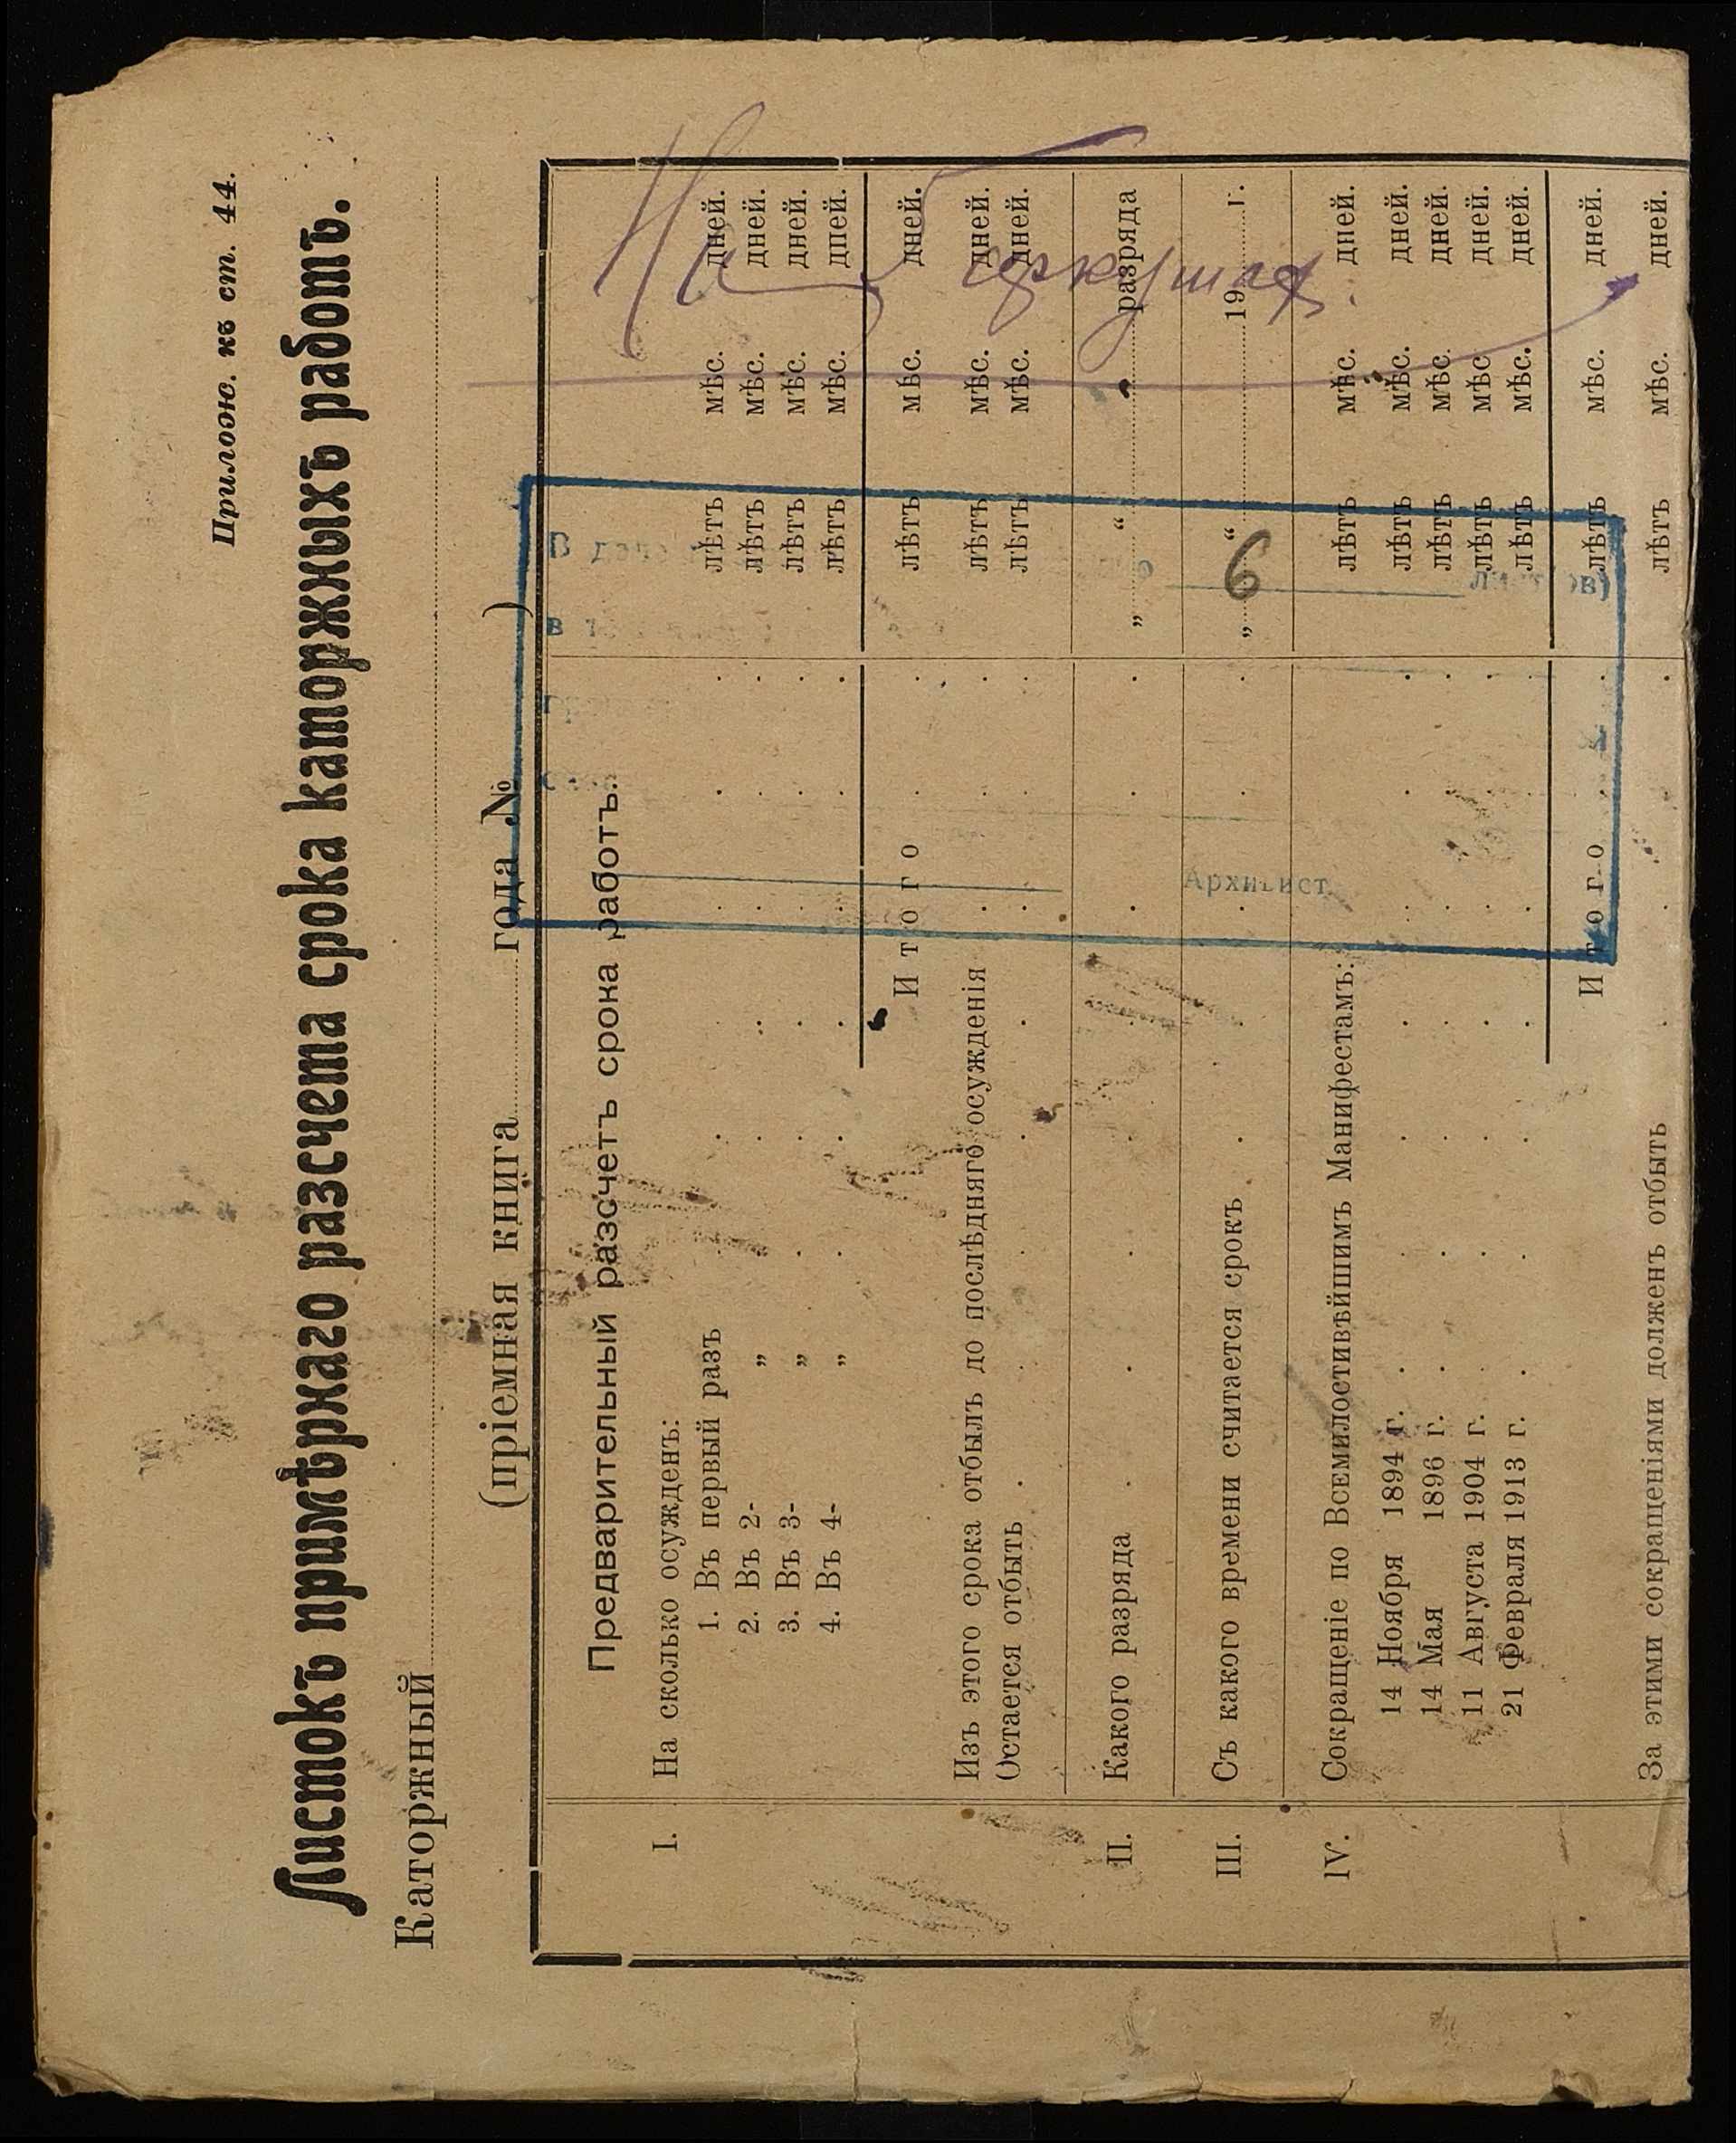 Прилож. къ ст. 44.
Листокъ примѣрнаго разсчета срока каторжныхъ работъ.
Каторжный
(пріемная книга года № )
Предварительный разсчетъ срока работъ.
I. На сколько осужденъ:
1. Въ первый разъ лѣтъ мѣс. дней.
2. Въ 2- „ лѣтъ мѣс. дней.
3. Въ 3- „ лѣтъ мѣс. дней.
4. Въ 4- „ лѣтъ мѣс. дней.
Итого лѣтъ мѣс. дней.
Изъ этого срока отбылъ до послѣдняго осужденія лѣтъ мѣс. дней.
Остается отбыть лѣтъ мѣс. дней.
II. Какого разряда „ “ разряда
III. Съ какого времени считается срокъ „ “ 19 г.
6
Архивист
IV. Сокращеніе по Всемилостивѣйшимъ Манифестамъ: лѣтъ мѣс. дней.
14 Ноября 1894 г. лѣтъ мѣс. дней.
14 Мая 1896 г. лѣтъ мѣс. дней.
11 Августа 1904 г. лѣтъ мѣс дней.
21 Февраля 1913 г. лѣтъ мѣс. дней.
Итого лѣтъ мѣс. дней.
За этими сокращеніями долженъ отбыть лѣтъ мѣс. дней.